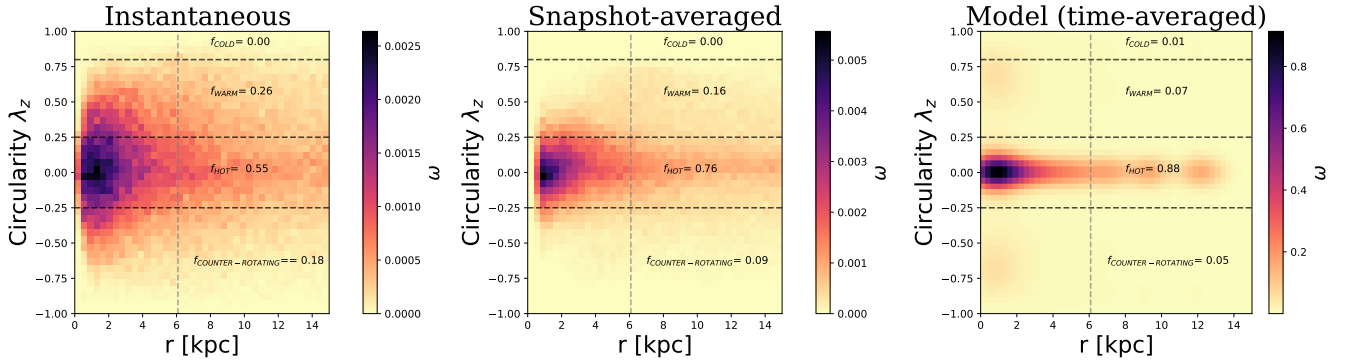 Instantaneous
Snapshot-averaged
Model (time-averaged)
Circularity λz
1.00
0.75
0.50
0.25
0.00
−0.25
−0.50
−0.75
−1.00
fCOLD= 0.00
fWARM= 0.26
fHOT= 0.55
fCOUNTER−ROTATING== 0.18
0 2 4 6 8 10 12 14
r [kpc]
0.0025
0.0020
0.0015
0.0010
0.0005
0.0000
ω
Circularity λz
1.00
0.75
0.50
0.25
0.00
−0.25
−0.50
−0.75
−1.00
fCOLD= 0.00
fWARM= 0.16
fHOT= 0.76
fCOUNTER−ROTATING= 0.09
0 2 4 6 8 10 12 14
r [kpc]
0.005
0.004
0.003
0.002
0.001
0.000
ω
Circularity λz
1.00
0.75
0.50
0.25
0.00
−0.25
−0.50
−0.75
−1.00
fCOLD= 0.01
fWARM= 0.07
fHOT= 0.88
fCOUNTER−ROTATING= 0.05
0 2 4 6 8 10 12 14
r [kpc]
0.8
0.6
0.4
0.2
ω